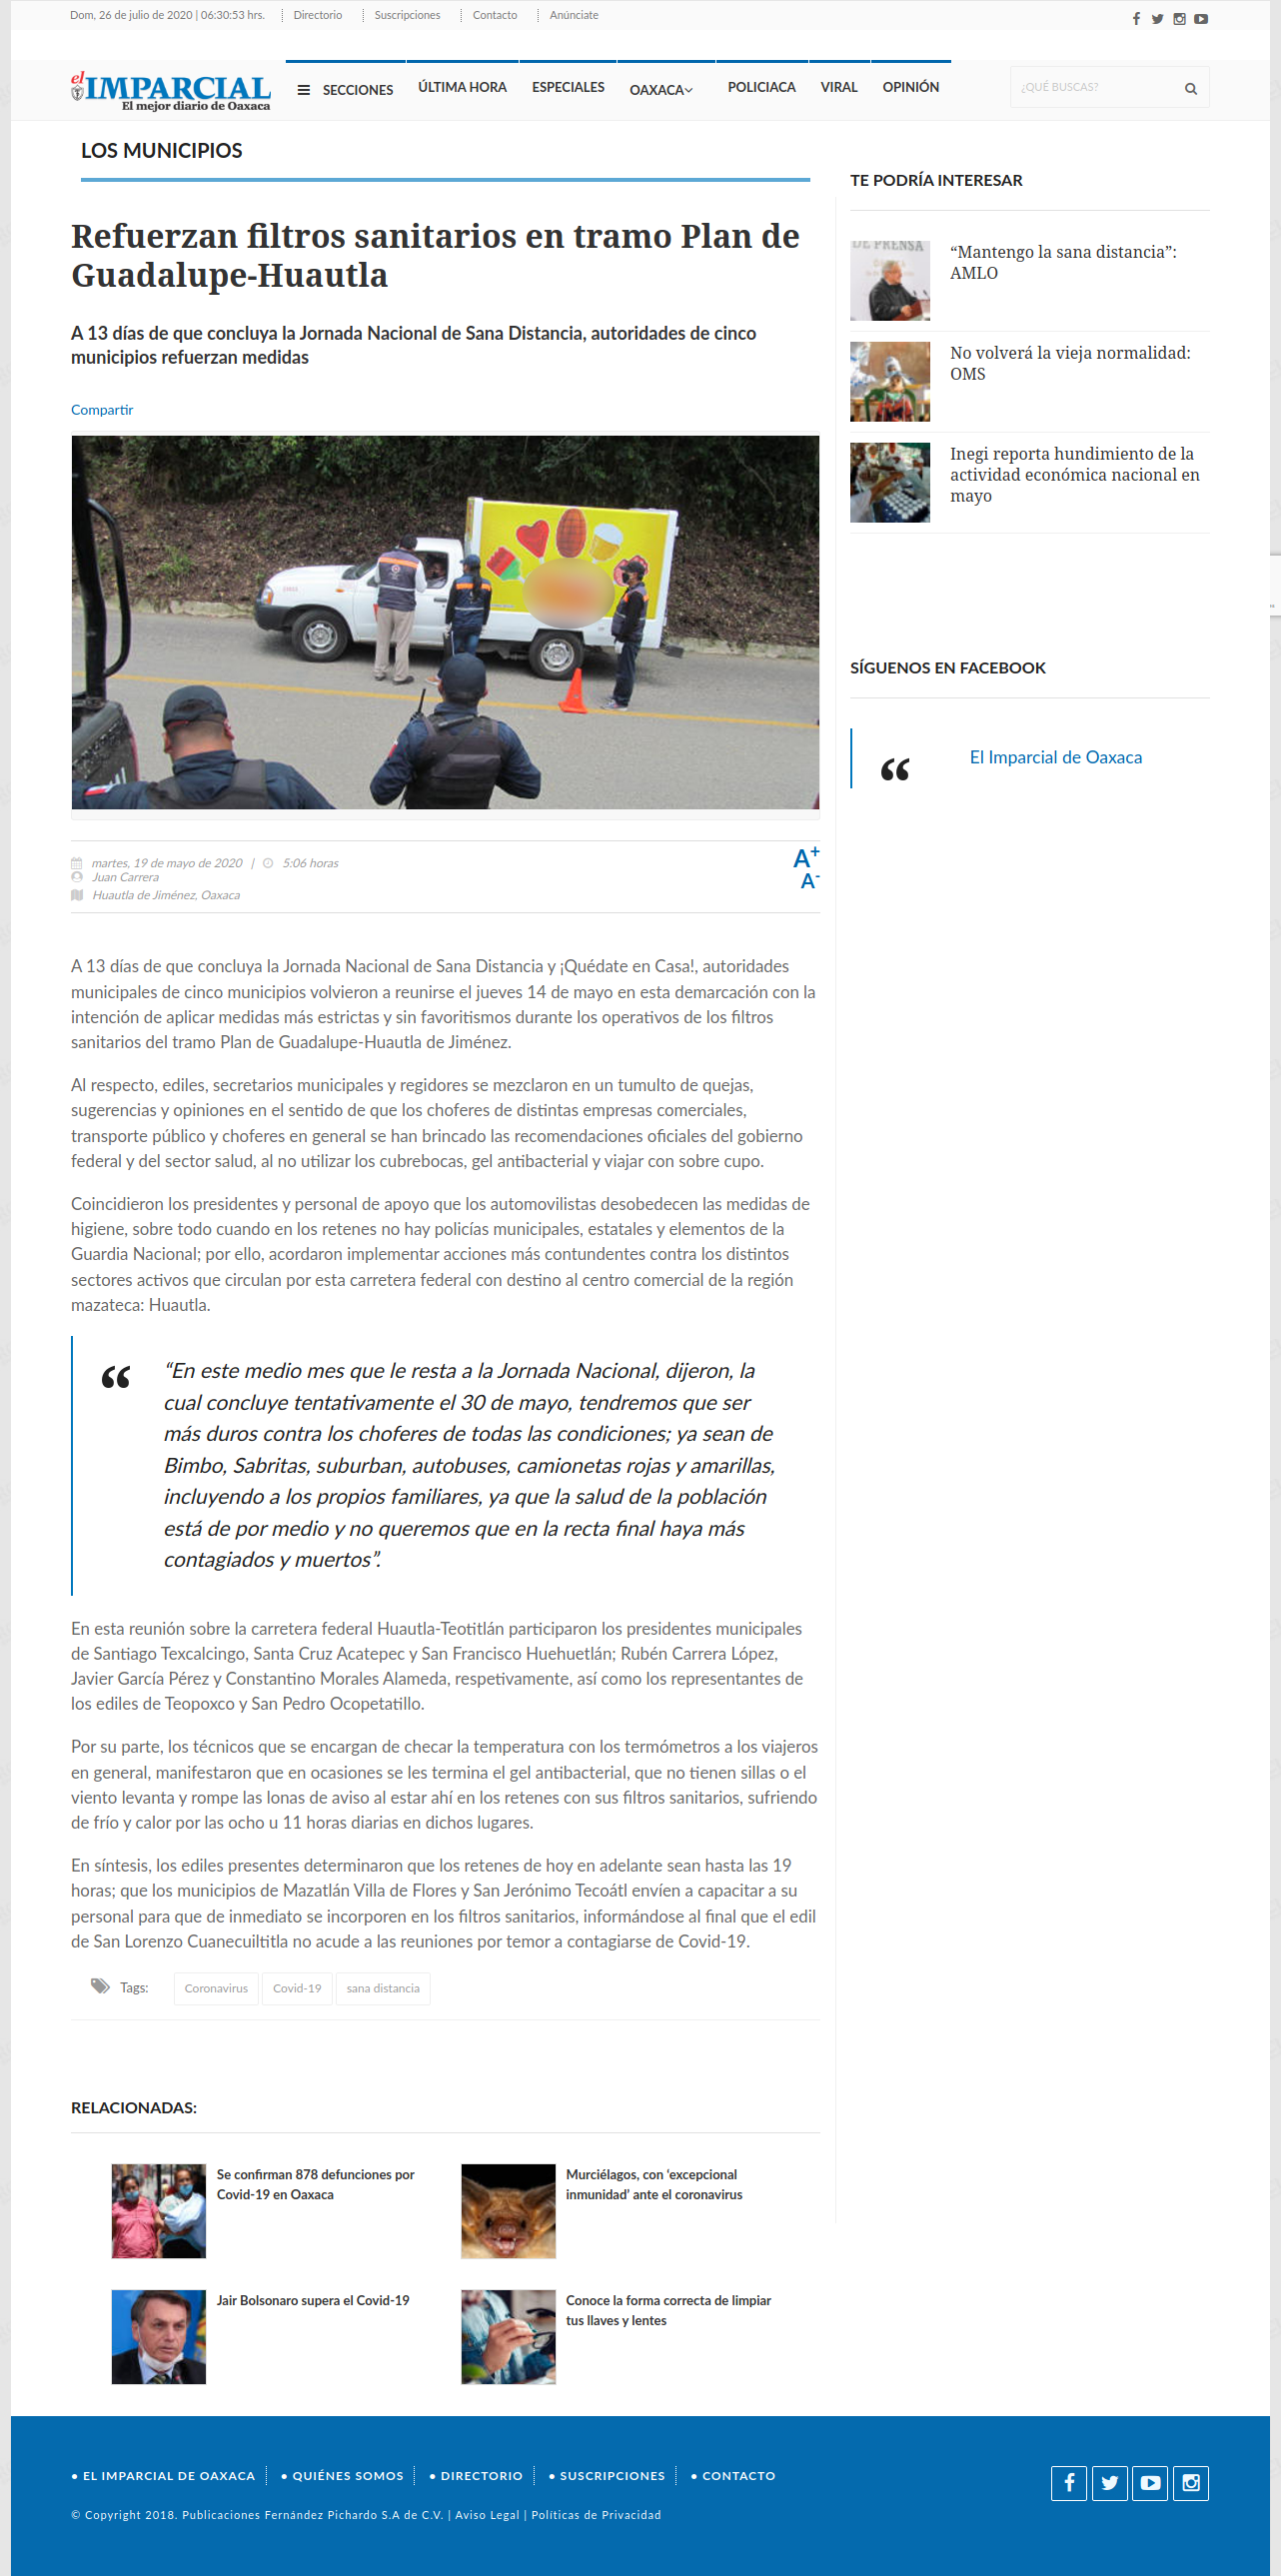 Dom, 26 de julio de 2020 | 06:30:53 hrs.
Directorio
Suscripciones
Contacto
Anúnciate
el IMPARCIAL
El mejor diario de Oaxaca
SECCIONES
ÚLTIMA HORA
ESPECIALES
OAXACA
POLICIACA
VIRAL
OPINIÓN
¿QUÉ BUSCAS?
LOS MUNICIPIOS
Refuerzan filtros sanitarios en tramo Plan de
Guadalupe-Huautla
A 13 días de que concluya la Jornada Nacional de Sana Distancia, autoridades de cinco
municipios refuerzan medidas
Compartir
martes, 19 de mayo de 2020 | 5:06 horas
Juan Carrera
Huautla de Jiménez, Oaxaca
A+
A-
A 13 días de que concluya la Jornada Nacional de Sana Distancia y ¡Quédate en Casa!, autoridades
municipales de cinco municipios volvieron a reunirse el jueves 14 de mayo en esta demarcación con la
intención de aplicar medidas más estrictas y sin favoritismos durante los operativos de los filtros
sanitarios del tramo Plan de Guadalupe-Huautla de Jiménez.
Al respecto, ediles, secretarios municipales y regidores se mezclaron en un tumulto de quejas,
sugerencias y opiniones en el sentido de que los choferes de distintas empresas comerciales,
transporte público y choferes en general se han brincado las recomendaciones oficiales del gobierno
federal y del sector salud, al no utilizar los cubrebocas, gel antibacterial y viajar con sobre cupo.
Coincidieron los presidentes y personal de apoyo que los automovilistas desobedecen las medidas de
higiene, sobre todo cuando en los retenes no hay policías municipales, estatales y elementos de la
Guardia Nacional; por ello, acordaron implementar acciones más contundentes contra los distintos
sectores activos que circulan por esta carretera federal con destino al centro comercial de la región
mazateca: Huautla.
“En este medio mes que le resta a la Jornada Nacional, dijeron, la
cual concluye tentativamente el 30 de mayo, tendremos que ser
más duros contra los choferes de todas las condiciones; ya sean de
Bimbo, Sabritas, suburban, autobuses, camionetas rojas y amarillas,
incluyendo a los propios familiares, ya que la salud de la población
está de por medio y no queremos que en la recta final haya más
contagiados y muertos”.
En esta reunión sobre la carretera federal Huautla-Teotitlán participaron los presidentes municipales
de Santiago Texcalcingo, Santa Cruz Acatepec y San Francisco Huehuetlán; Rubén Carrera López,
Javier García Pérez y Constantino Morales Alameda, respetivamente, así como los representantes de
los ediles de Teopoxco y San Pedro Ocopetatillo.
Por su parte, los técnicos que se encargan de checar la temperatura con los termómetros a los viajeros
en general, manifestaron que en ocasiones se les termina el gel antibacterial, que no tienen sillas o el
viento levanta y rompe las lonas de aviso al estar ahí en los retenes con sus filtros sanitarios, sufriendo
de frío y calor por las ocho u 11 horas diarias en dichos lugares.
En síntesis, los ediles presentes determinaron que los retenes de hoy en adelante sean hasta las 19
horas; que los municipios de Mazatlán Villa de Flores y San Jerónimo Tecoátl envíen a capacitar a su
personal para que de inmediato se incorporen en los filtros sanitarios, informándose al final que el edil
de San Lorenzo Cuanecuiltitla no acude a las reuniones por temor a contagiarse de Covid-19.
Tags:
Coronavirus
Covid-19
sana distancia
RELACIONADAS:
Se confirman 878 defunciones por
Covid-19 en Oaxaca
Murciélagos, con ‘excepcional
inmunidad’ ante el coronavirus
Jair Bolsonaro supera el Covid-19
Conoce la forma correcta de limpiar
tus llaves y lentes
TE PODRÍA INTERESAR
DE PRENSA
“Mantengo la sana distancia”:
AMLO
No volverá la vieja normalidad:
OMS
Inegi reporta hundimiento de la
actividad económica nacional en
mayo
SÍGUENOS EN FACEBOOK
El Imparcial de Oaxaca
• EL IMPARCIAL DE OAXACA
• QUIÉNES SOMOS
• DIRECTORIO
• SUSCRIPCIONES
• CONTACTO
© Copyright 2018. Publicaciones Fernández Pichardo S.A de C.V. | Aviso Legal | Políticas de Privacidad